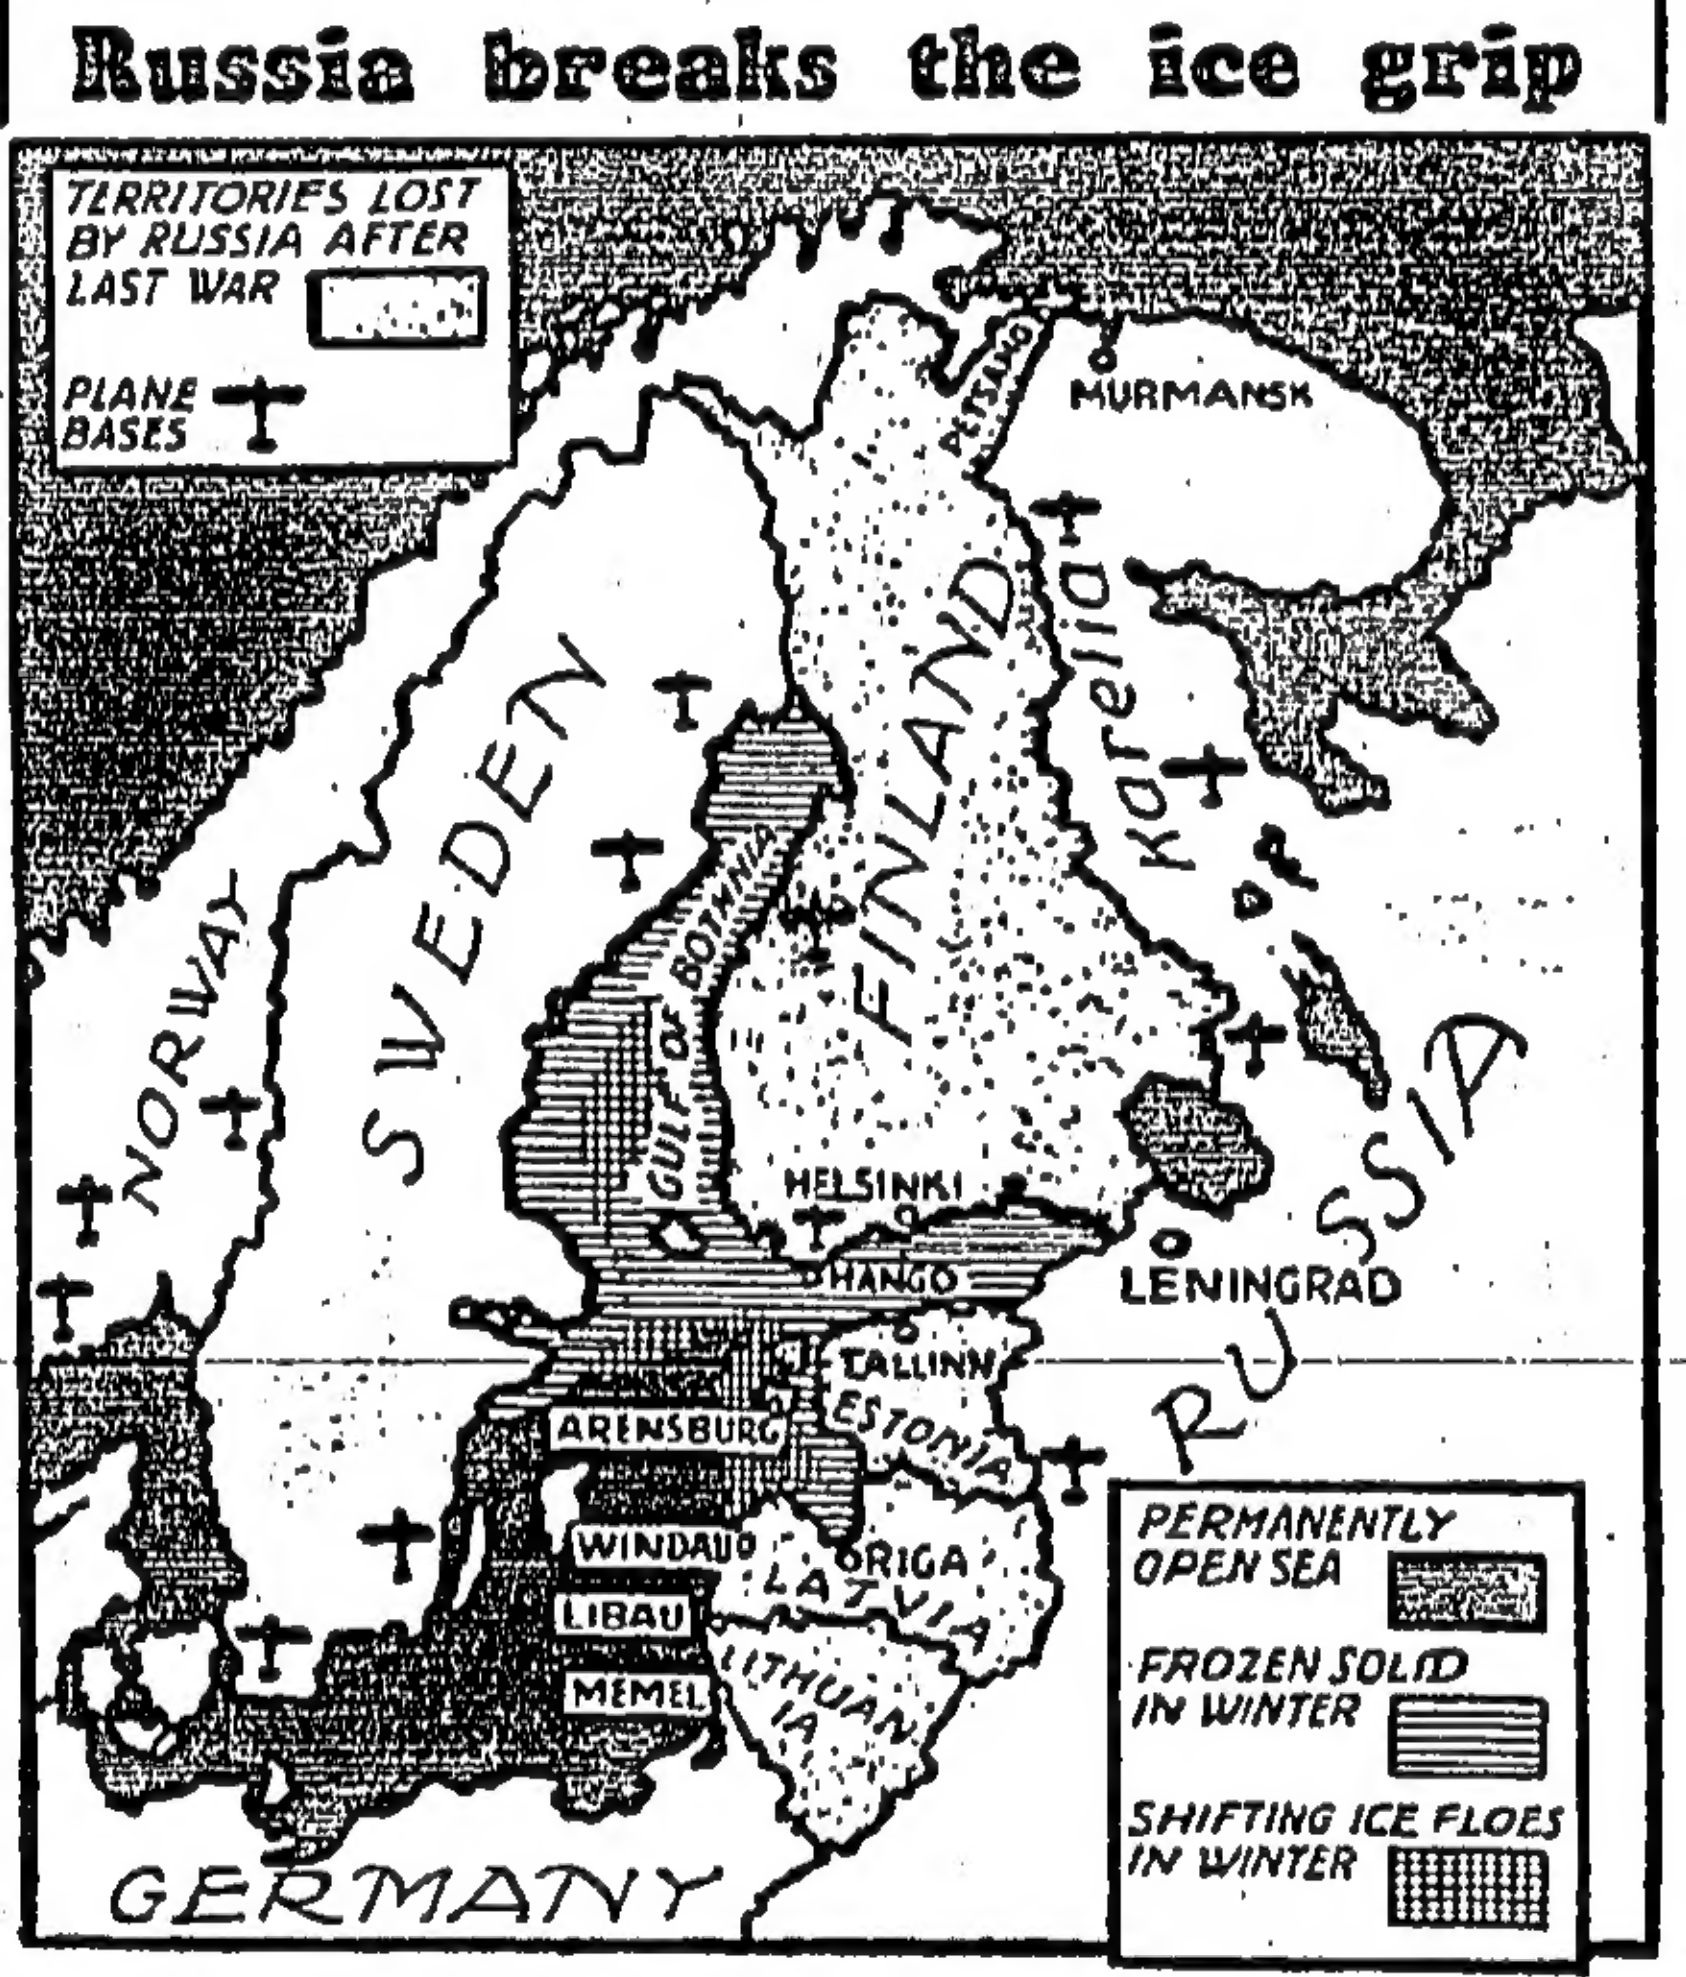 Russia breaks the ice grip
TERRITORIES LOST
BY RUSSIA AFTER
LAST WAR
PLANE
BASES
PETSAMO
MURMANSK
Karelia
FINLAND
SWEDEN
NORWAY
GULF OF BOTHNIA
HELSINKI
HANGO
LENINGRAD
RUSSIA
TALLINN
ESTONIA
ARENSBURG
WINDAU
RIGA
LATVIA
LIBAU
LITHUAN
IA
MEMEL
GERMANY
PERMANENTLY
OPEN SEA
FROZEN SOLID
IN WINTER
SHIFTING ICE FLOES
IN WINTER